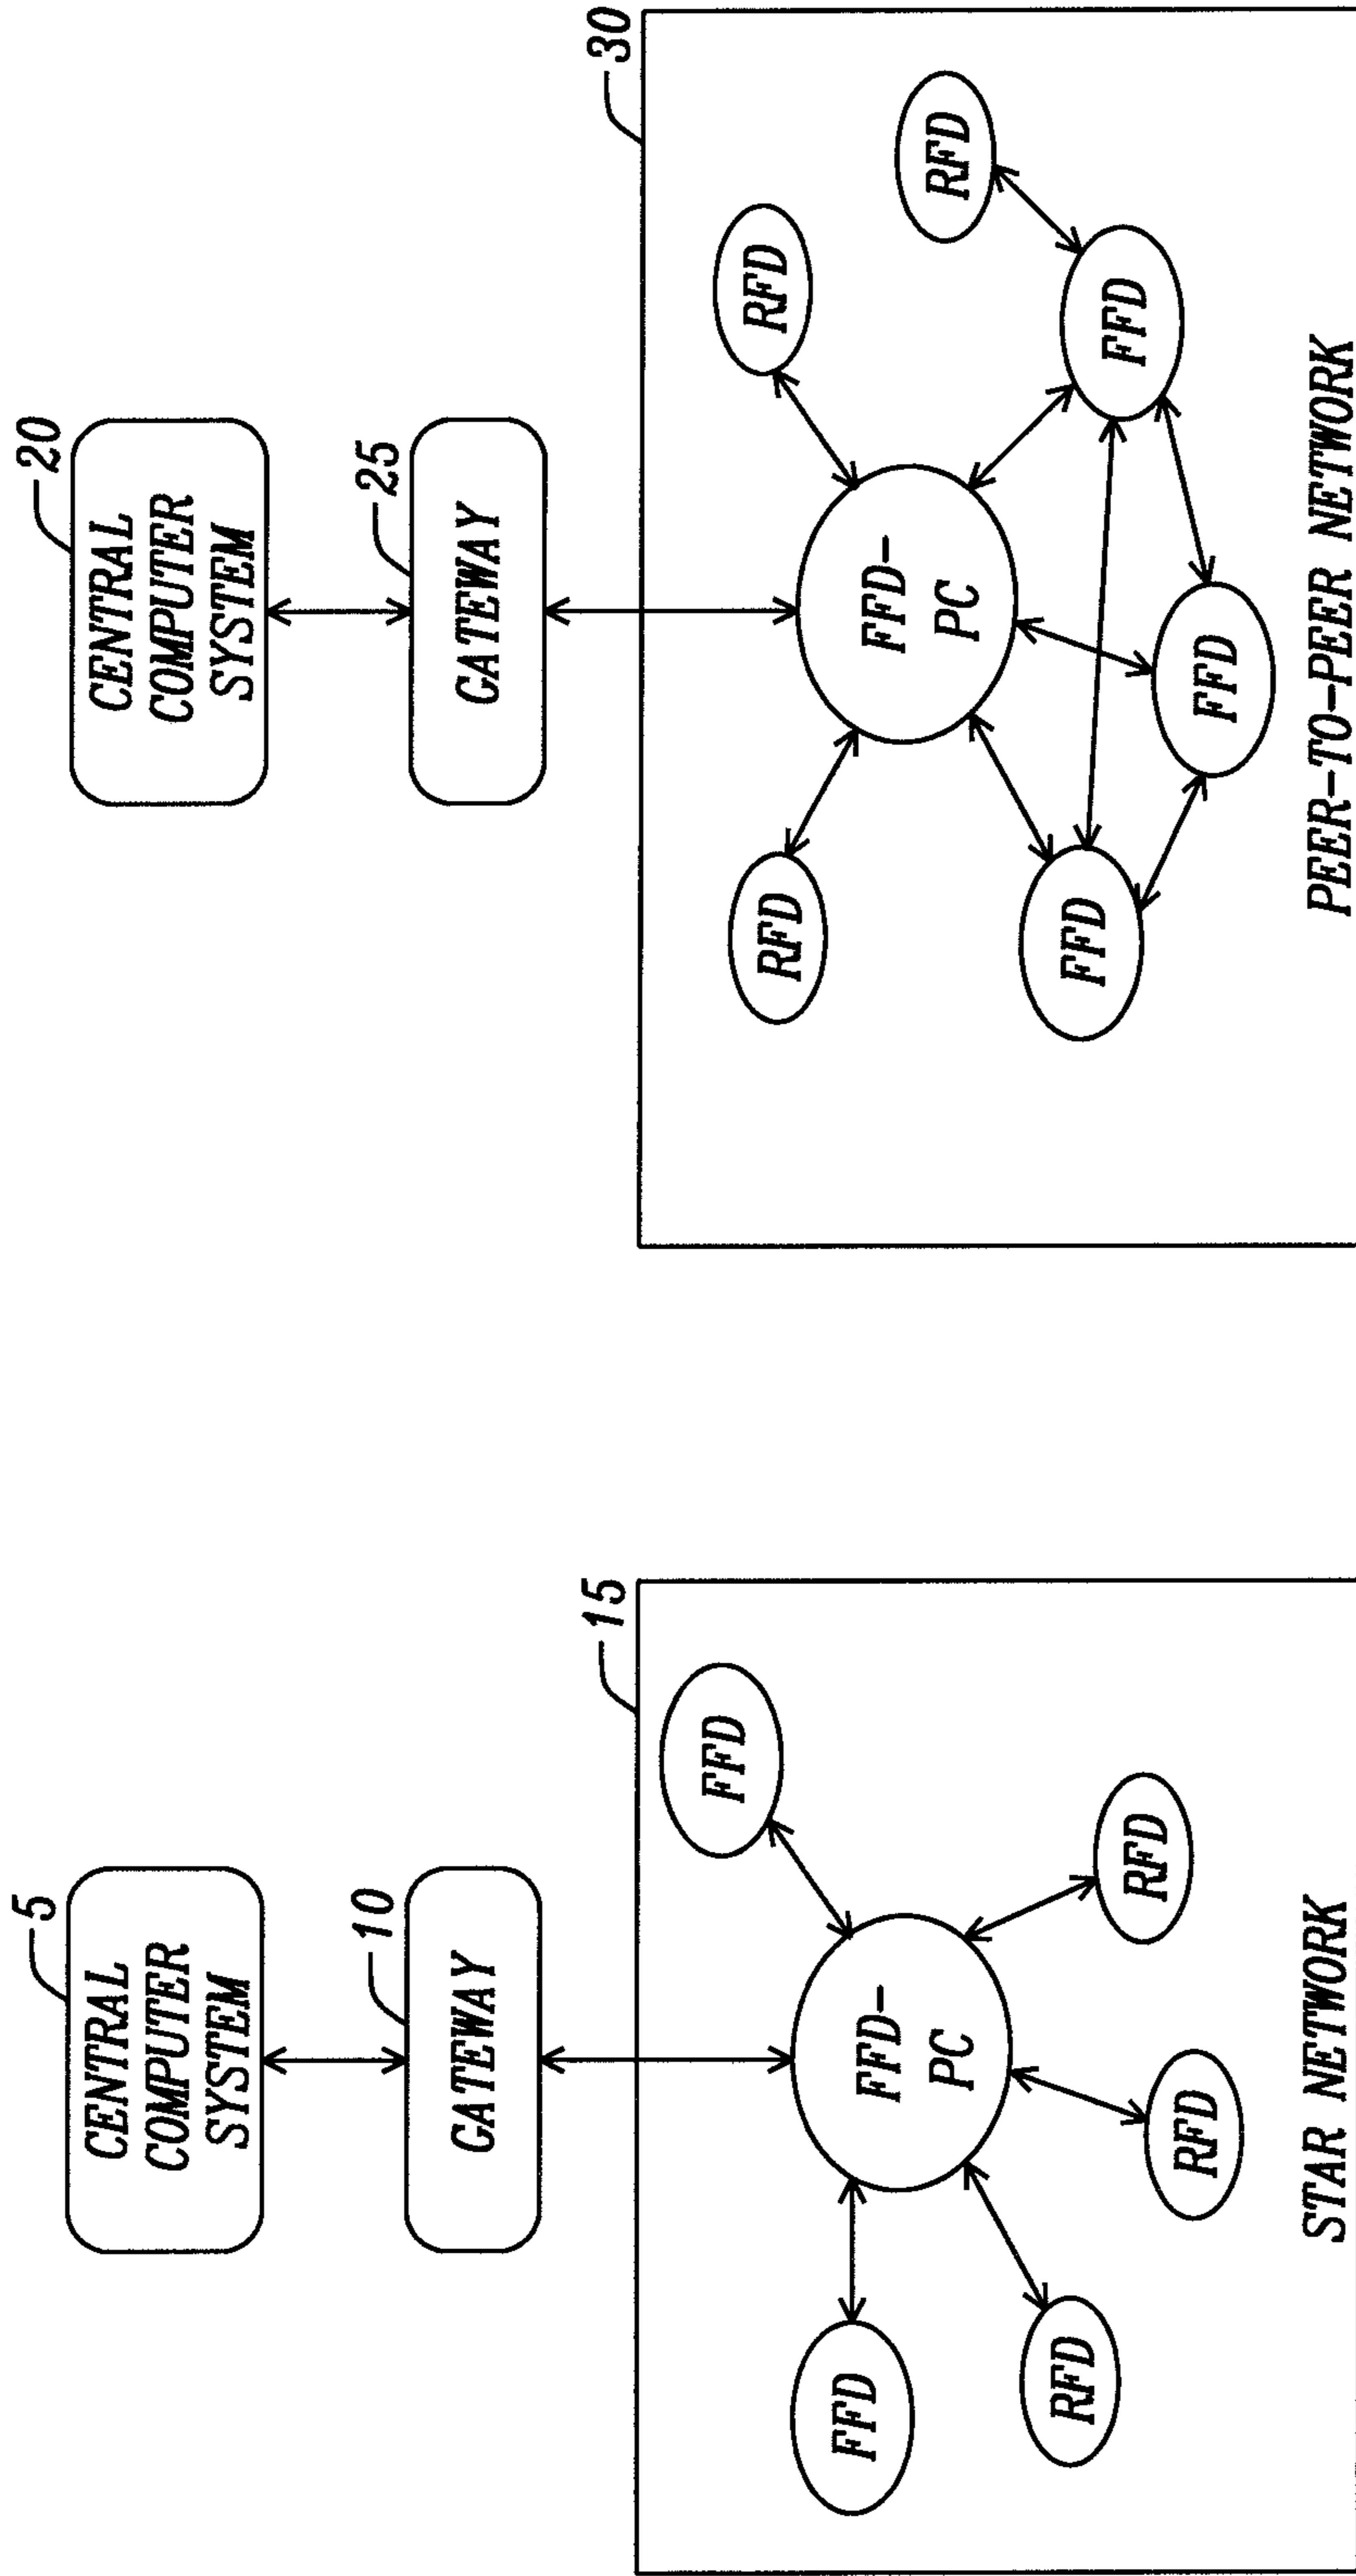 5
CENTRAL
COMPUTER
SYSTEM
10
GATEWAY
15
FFD
FFD
FFD-
PC
RFD
RFD
RFD
STAR NETWORK
20
CENTRAL
COMPUTER
SYSTEM
25
GATEWAY
30
RFD
RFD
RFD
FFD-
PC
FFD
FFD
FFD
PEER-TO-PEER NETWORK